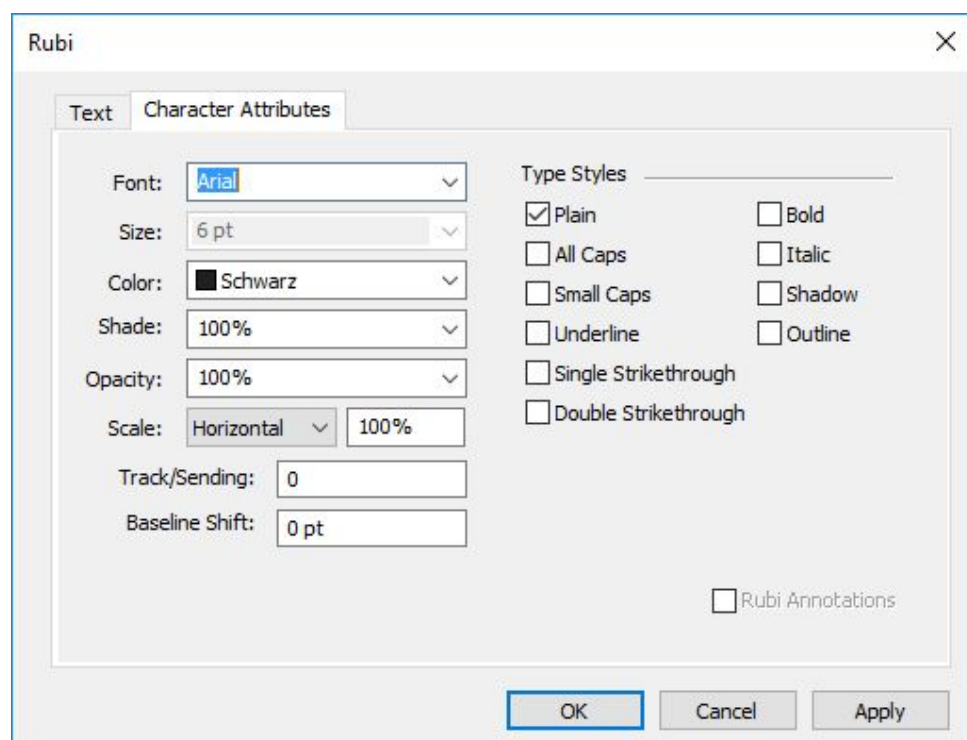 Rubi
Text Character Attributes
Font: Arial
Size: 6 pt
Color: Schwarz
Shade: 100%
Opacity: 100%
Scale: Horizontal 100%
Track/Sending: 0
Baseline Shift: 0 pt
Type Styles
Plain Bold
All Caps Italic
Small Caps Shadow
Underline Outline
Single Strikethrough
Double Strikethrough
Rubi Annotations
OK Cancel Apply